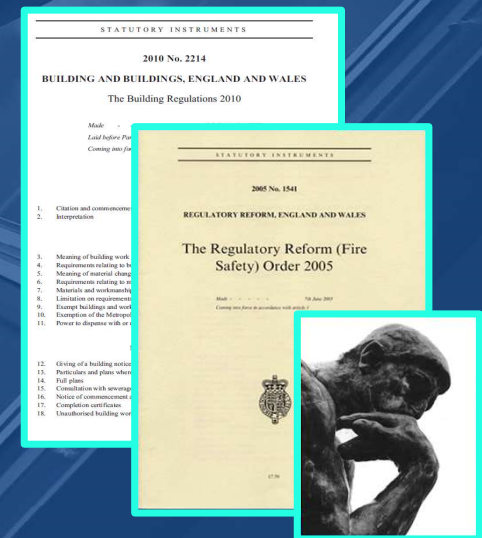 STATUTORY INSTRUMENTS
2010 No. 2214
BUILDING AND BUILDINGS, ENGLAND AND WALES
The Building Regulations 2010
Made -
Laid before Par
Coming into for
1. Citation and commenceme
2. Interpretation
3. Meaning of building work
4. Requirements relating to b
5. Meaning of material chang
6. Requirements relating to m
7. Materials and workmanship
8. Limitation on requirements
9. Exempt buildings and work
10. Exemption of the Metropol
11. Power to dispense with or r
12. Giving of a building notice
13. Particulars and plans where
14. Full plans
15. Consultation with sewerage
16. Notice of commencement a
17. Completion certificates
18. Unauthorised building wor
STATUTORY INSTRUMENTS
2005 No. 1541
REGULATORY REFORM, ENGLAND AND WALES
The Regulatory Reform (Fire
Safety) Order 2005
Made - - - - - 7th June 2005
Coming into force in accordance with article 1